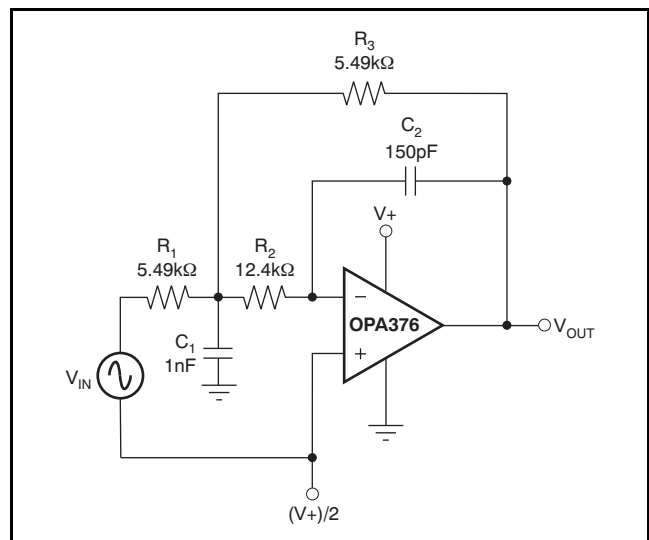 R3
5.49kΩ
C2
150pF
V+
R1
5.49kΩ
R2
12.4kΩ
OPA376
−
+
C1
1nF
VIN
VOUT
(V+)/2